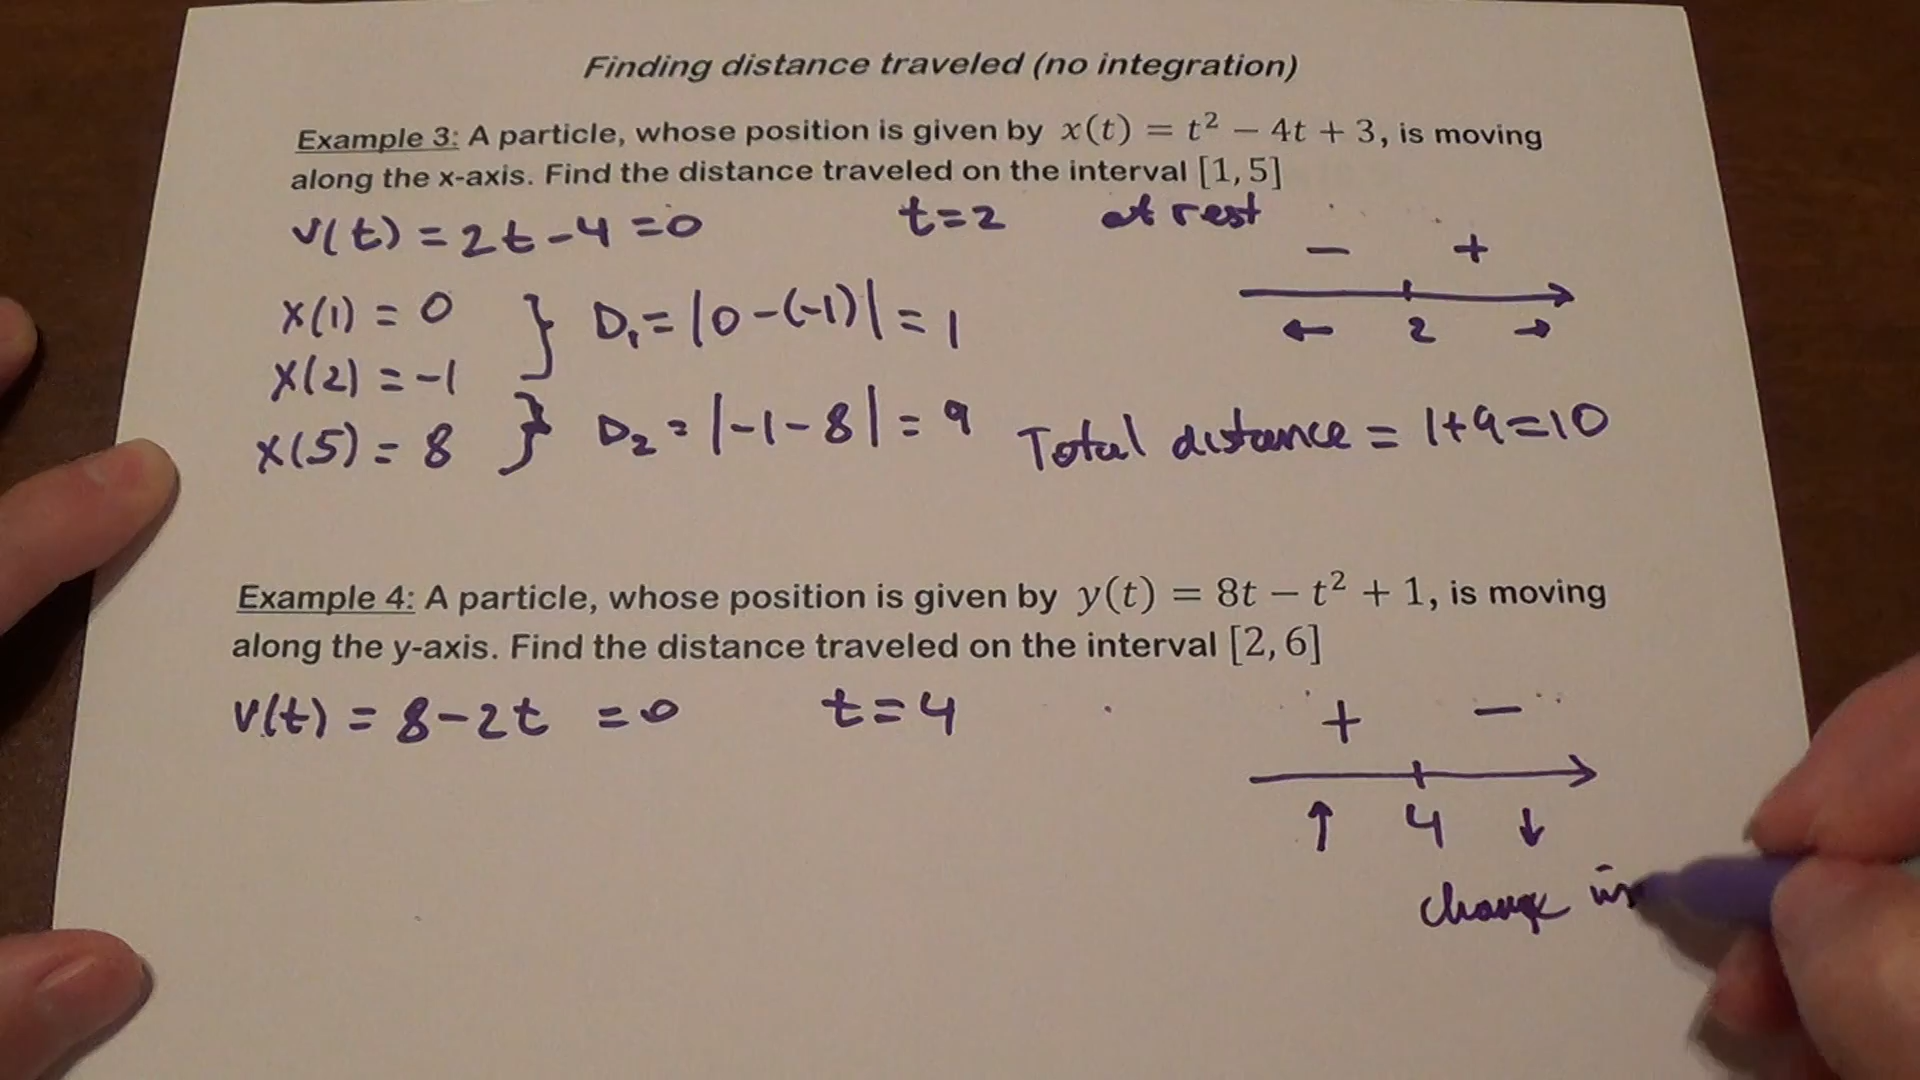 Finding distance traveled (no integration)
Example 3: A particle, whose position is given by x(t) = t² − 4t + 3, is moving
along the x-axis. Find the distance traveled on the interval [1, 5]
v(t) = 2t − 4 = 0 t = 2 at rest
− +
x(1) = 0 } D₁ = |0 − (−1)| = 1
← 2 →
x(2) = −1
x(5) = 8 } D₂ = |−1 − 8| = 9 Total distance = 1 + 9 = 10
Example 4: A particle, whose position is given by y(t) = 8t − t² + 1, is moving
along the y-axis. Find the distance traveled on the interval [2, 6]
v(t) = 8 − 2t = 0 t = 4 + −
↑ 4 ↓
change in